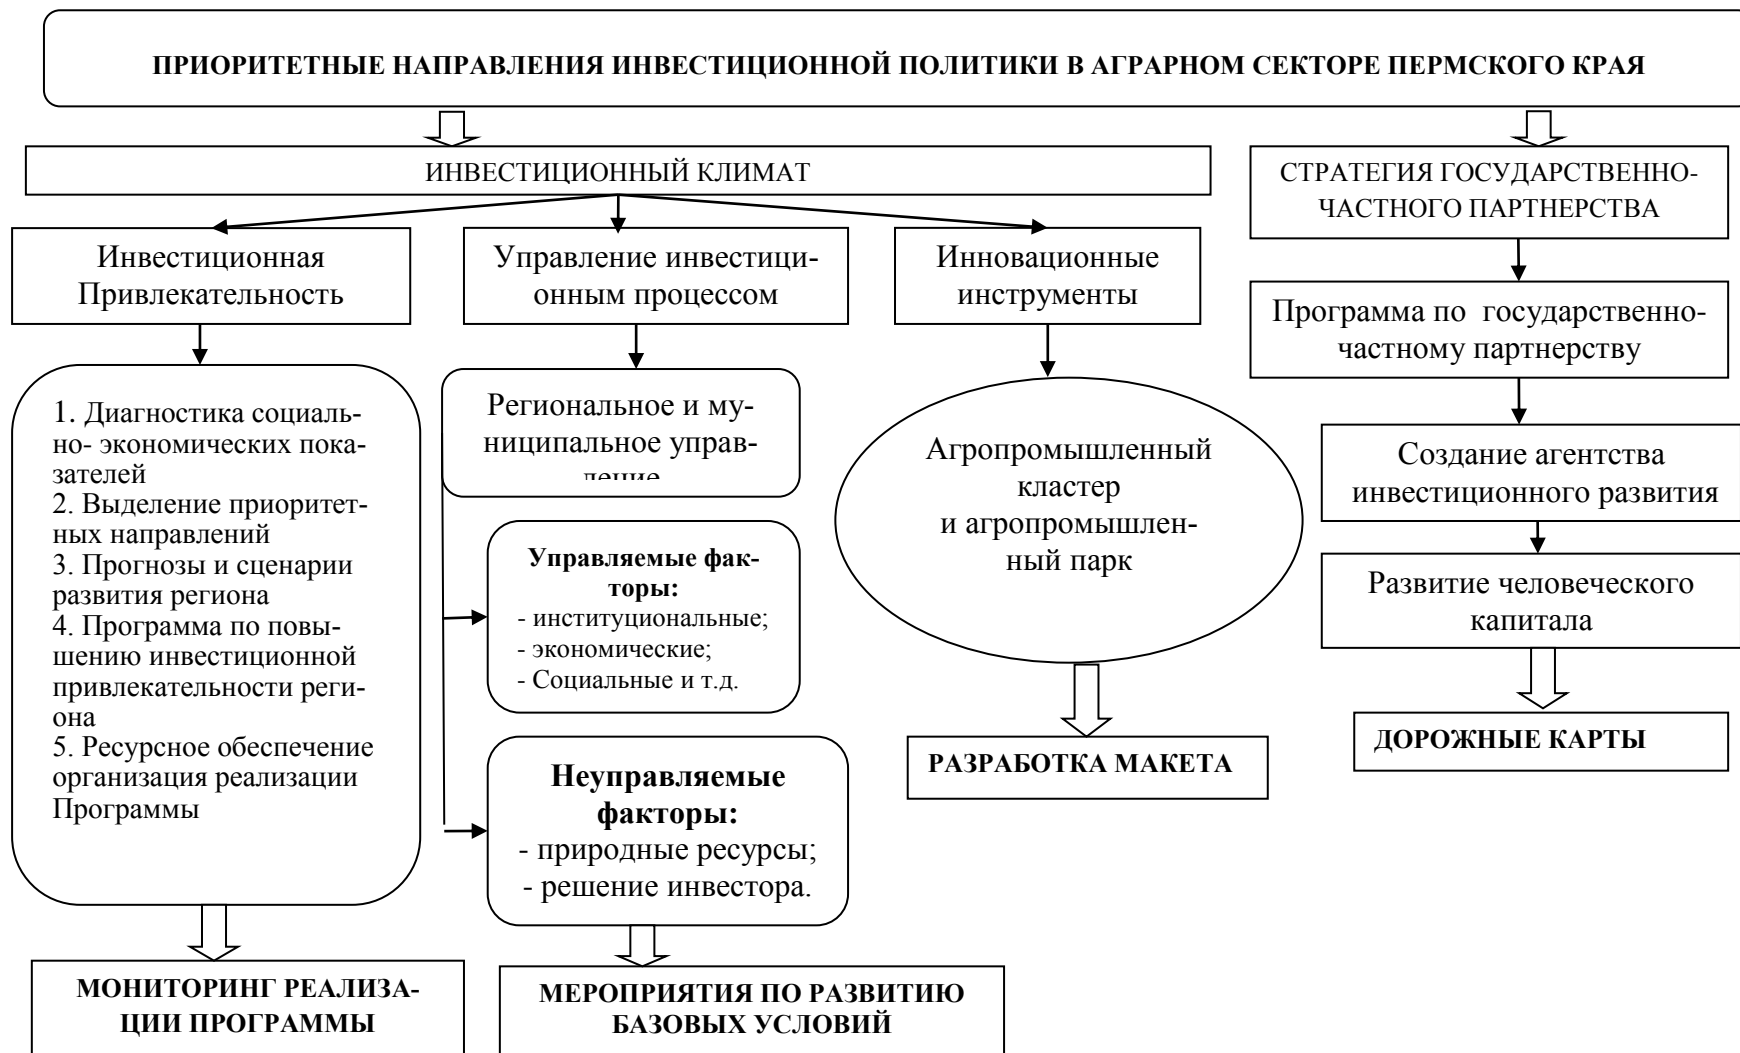 ПРИОРИТЕТНЫЕ НАПРАВЛЕНИЯ ИНВЕСТИЦИОННОЙ ПОЛИТИКИ В АГРАРНОМ СЕКТОРЕ ПЕРМСКОГО КРАЯ
ИНВЕСТИЦИОННЫЙ КЛИМАТ
Инвестиционная
Привлекательность
1. Диагностика социаль-
но- экономических пока-
зателей
2. Выделение приоритет-
ных направлений
3. Прогнозы и сценарии
развития региона
4. Программа по повы-
шению инвестиционной
привлекательности реги-
она
5. Ресурсное обеспечение
организация реализации
Программы
МОНИТОРИНГ РЕАЛИЗА-
ЦИИ ПРОГРАММЫ
Управление инвестици-
онным процессом
Региональное и му-
ниципальное управ-
ление
Управляемые фак-
торы:
- институциональные;
- экономические;
- Социальные и т.д.
Неуправляемые
факторы:
- природные ресурсы;
- решение инвестора.
МЕРОПРИЯТИЯ ПО РАЗВИТИЮ
БАЗОВЫХ УСЛОВИЙ
Инновационные
инструменты
Агропромышленный
кластер
и агропромышлен-
ный парк
РАЗРАБОТКА МАКЕТА
СТРАТЕГИЯ ГОСУДАРСТВЕННО-
ЧАСТНОГО ПАРТНЕРСТВА
Программа по государственно-
частному партнерству
Создание агентства
инвестиционного развития
Развитие человеческого
капитала
ДОРОЖНЫЕ КАРТЫ